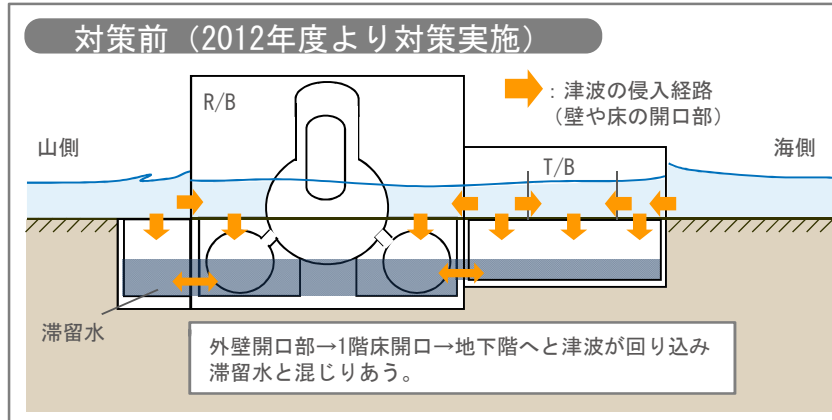 対策前（2012年度より対策実施）
R/B
：津波の侵入経路
（壁や床の開口部）
山側
海側
T/B
滞留水
外壁開口部→1階床開口→地下階へと津波が回り込み
滞留水と混じりあう。